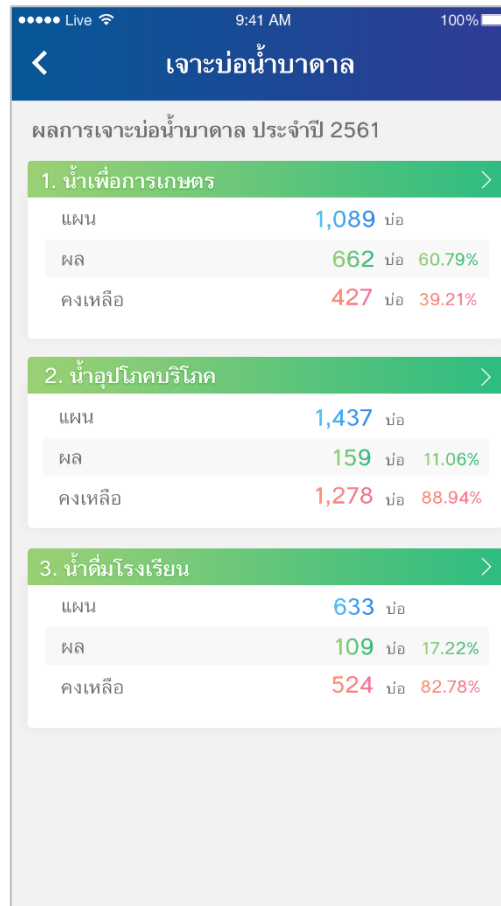 Live 9:41 AM 100%
เจาะบ่อน้ำบาดาล
ผลการเจาะบ่อน้ำบาดาล ประจำปี 2561
1. น้ำเพื่อการเกษตร
แผน 1,089 บ่อ
ผล 662 บ่อ 60.79%
คงเหลือ 427 บ่อ 39.21%
2. น้ำอุปโภคบริโภค
แผน 1,437 บ่อ
ผล 159 บ่อ 11.06%
คงเหลือ 1,278 บ่อ 88.94%
3. น้ำดื่มโรงเรียน
แผน 633 บ่อ
ผล 109 บ่อ 17.22%
คงเหลือ 524 บ่อ 82.78%